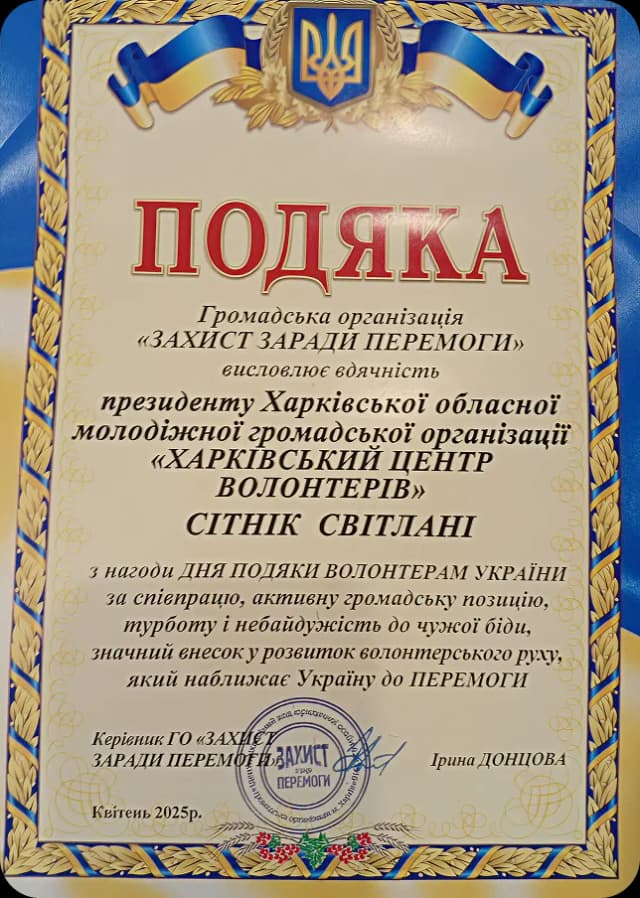 ПОДЯКА
Громадська організація
«ЗАХИСТ ЗАРАДИ ПЕРЕМОГИ»
висловлює вдячність
президенту Харківської обласної
молодіжної громадської організації
«ХАРКІВСЬКИЙ ЦЕНТР
ВОЛОНТЕРІВ»
СІТНІК СВІТЛАНІ
з нагоди ДНЯ ПОДЯКИ ВОЛОНТЕРАМ УКРАЇНИ
за співпрацю, активну громадську позицію,
турботу і небайдужість до чужої біди,
значний внесок у розвиток волонтерського руху,
який наближає Україну до ПЕРЕМОГИ
Керівник ГО «ЗАХИСТ
ЗАРАДИ ПЕРЕМОГИ»
Ірина ДОНЦОВА
ЗАХИСТ
ПЕРЕМОГИ
Квітень 2025р.